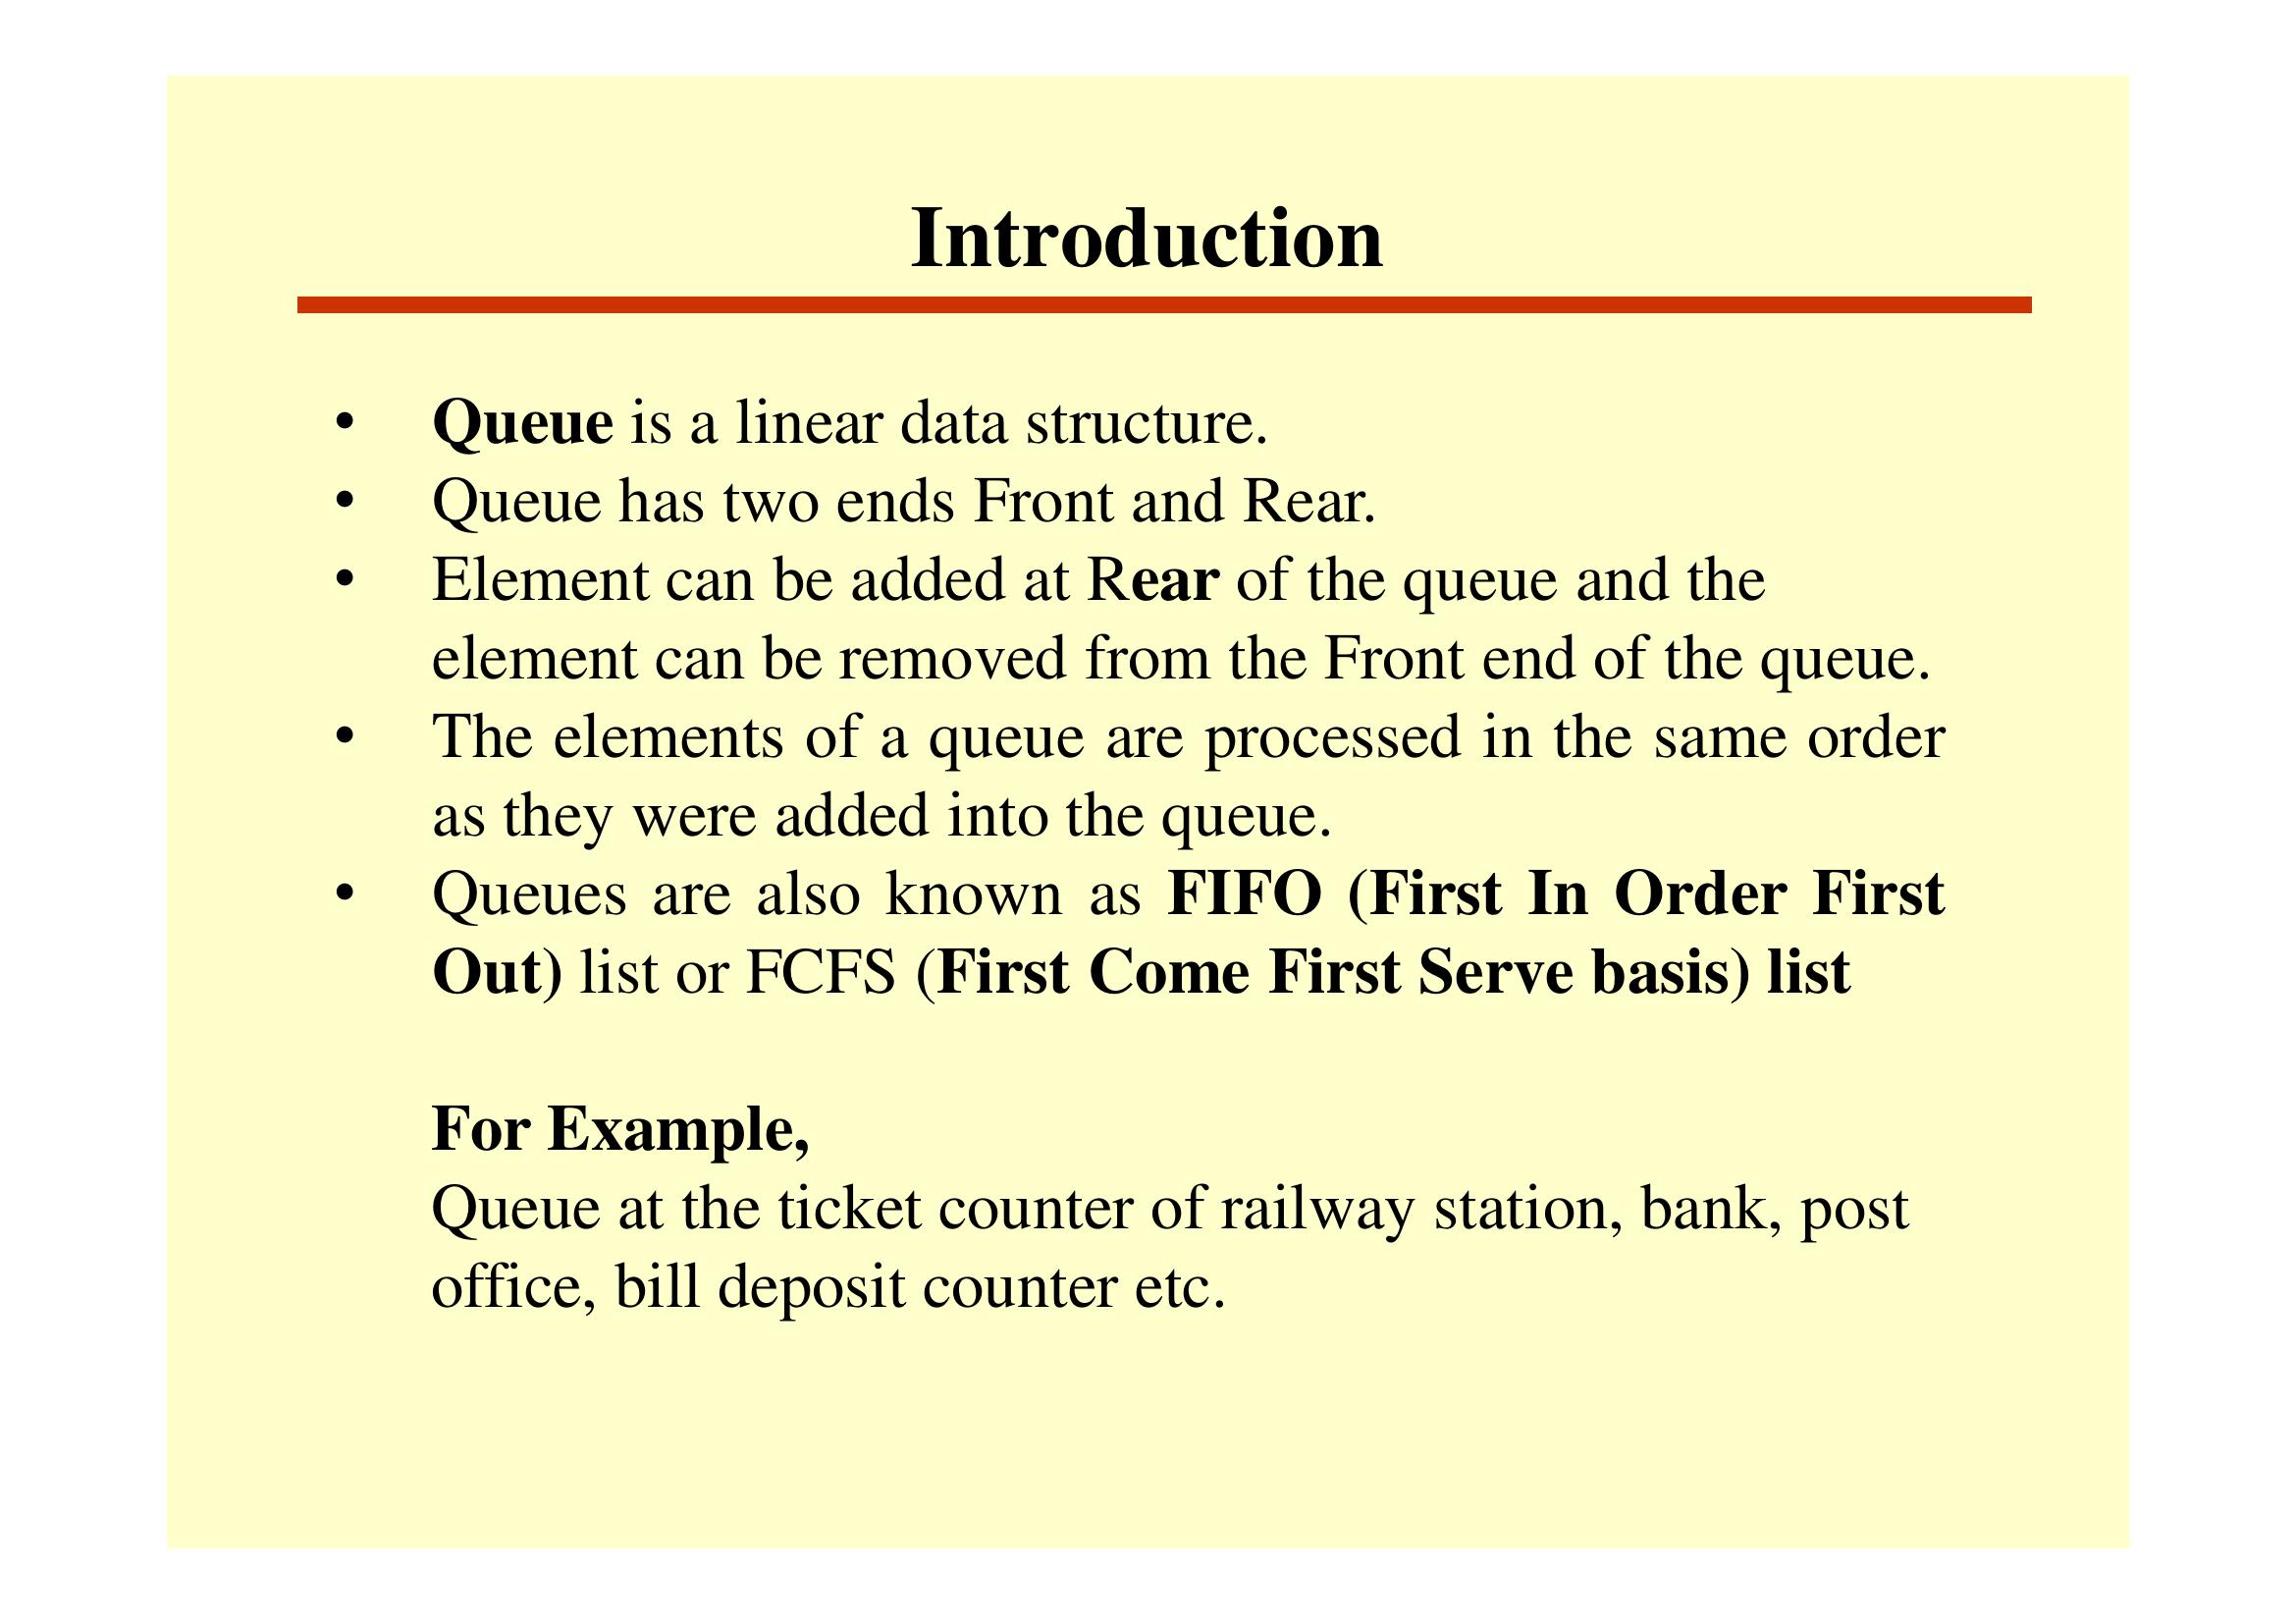 Introduction
• Queue is a linear data structure.
• Queue has two ends Front and Rear.
• Element can be added at Rear of the queue and the
element can be removed from the Front end of the queue.
• The elements of a queue are processed in the same order
as they were added into the queue.
• Queues are also known as FIFO (First In Order First
Out) list or FCFS (First Come First Serve basis) list
For Example,
Queue at the ticket counter of railway station, bank, post
office, bill deposit counter etc.